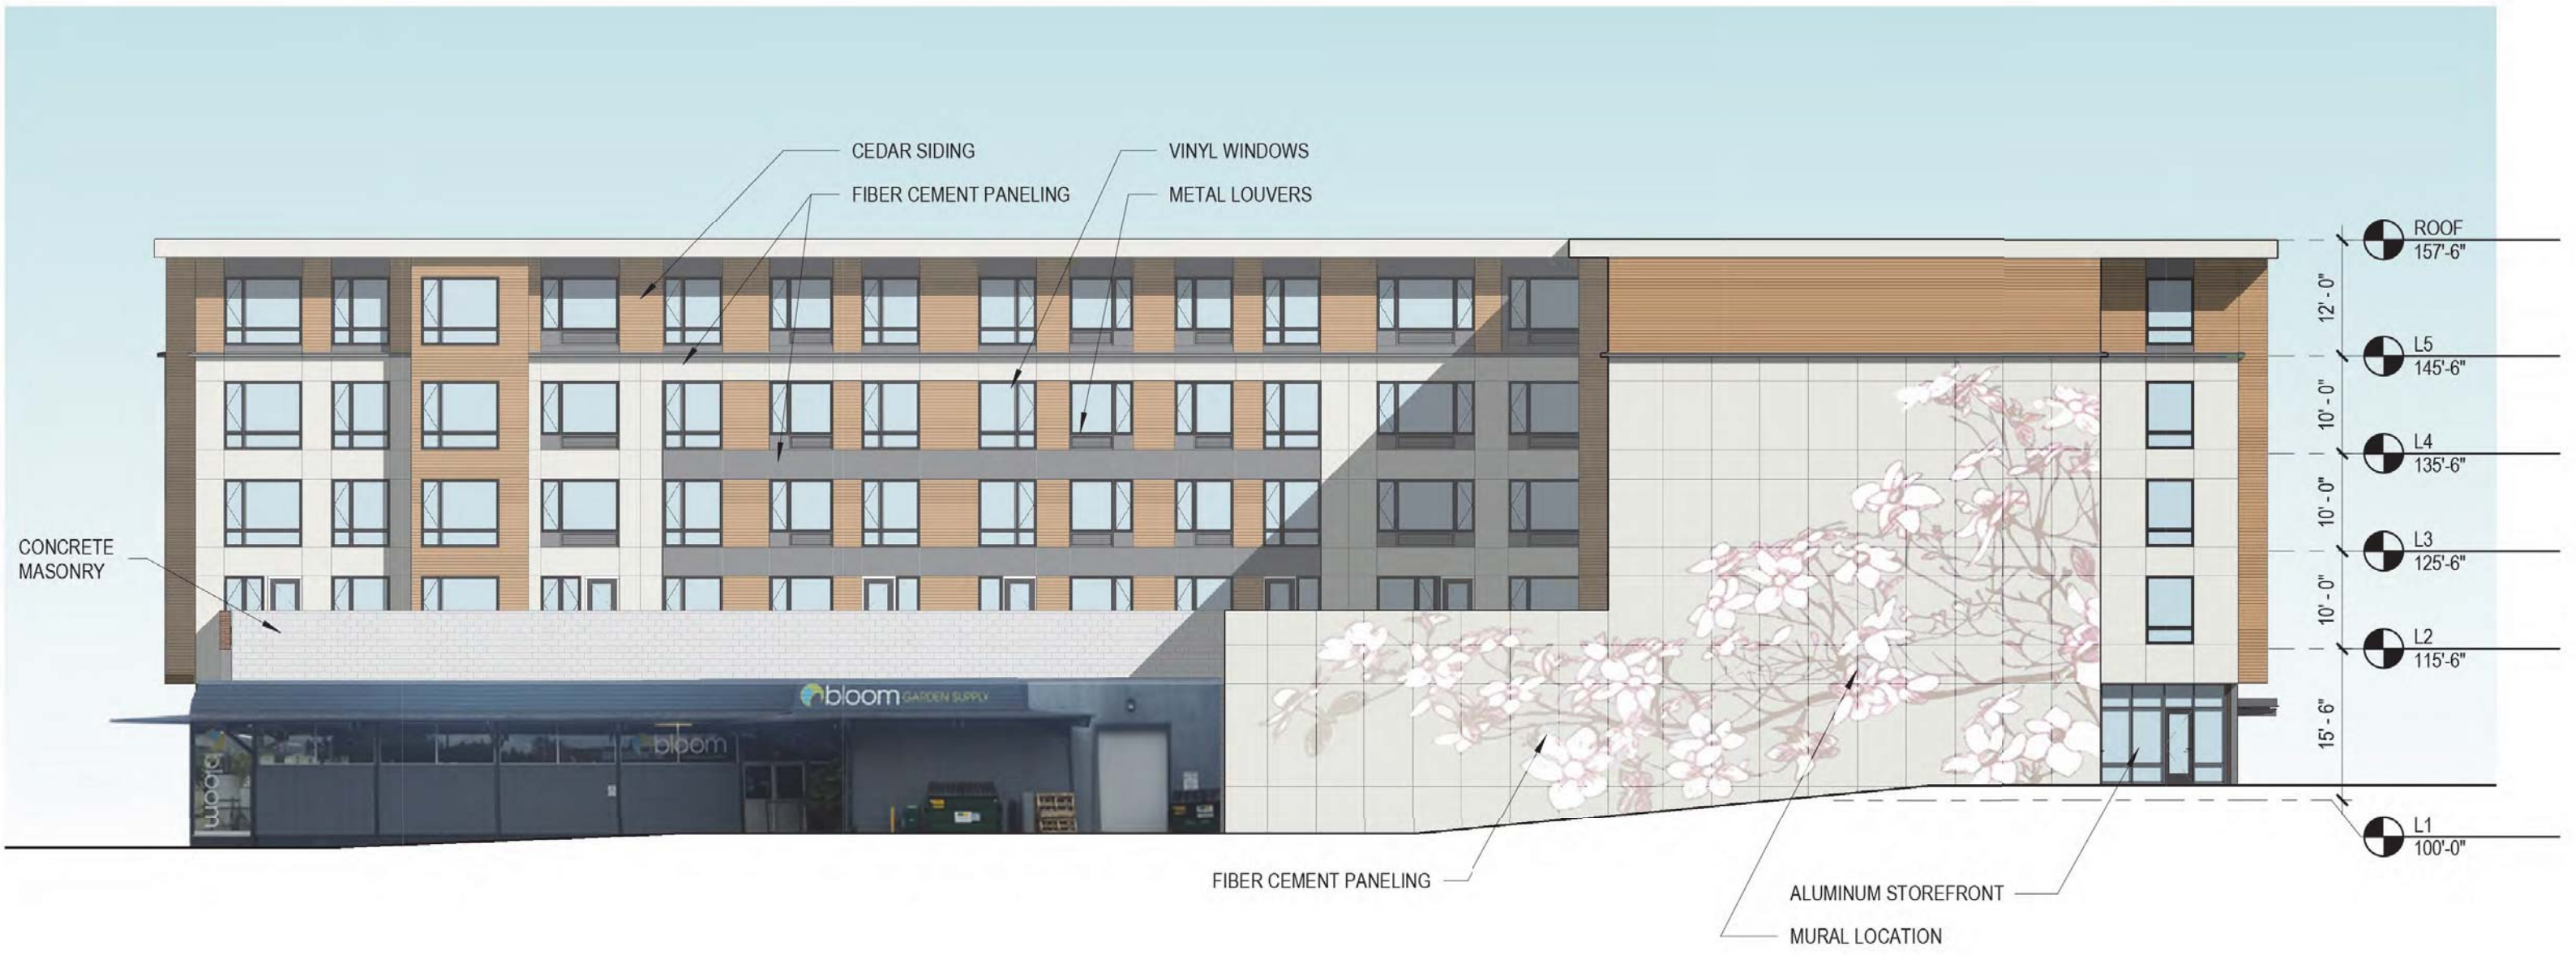 CEDAR SIDING
FIBER CEMENT PANELING
VINYL WINDOWS
METAL LOUVERS
ROOF
157'-6"
12' - 0"
L5
145'-6"
10' - 0"
L4
135'-6"
10' - 0"
L3
125'-6"
10' - 0"
L2
115'-6"
15' - 6"
L1
100'-0"
CONCRETE
MASONRY
bloom GARDEN SUPPLY
bloom
bloom
FIBER CEMENT PANELING
ALUMINUM STOREFRONT
MURAL LOCATION